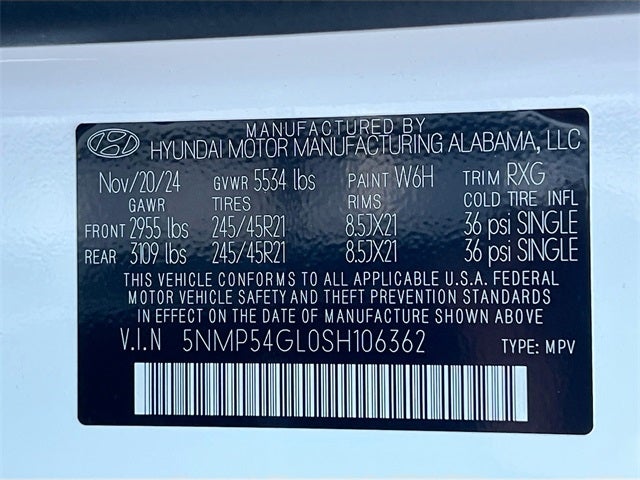 MANUFACTURED BY
HYUNDAI MOTOR MANUFACTURING ALABAMA, LLC
Nov/20/24 GVWR 5534 lbs PAINT W6H TRIM RXG
GAWR TIRES RIMS COLD TIRE INFL
FRONT 2955 lbs 245/45R21 8.5JX21 36 psi SINGLE
REAR 3109 lbs 245/45R21 8.5JX21 36 psi SINGLE
THIS VEHICLE CONFORMS TO ALL APPLICABLE U.S.A. FEDERAL
MOTOR VEHICLE SAFETY AND THEFT PREVENTION STANDARDS
IN EFFECT ON THE DATE OF MANUFACTURE SHOWN ABOVE
V.I.N 5NMP54GL0SH106362 TYPE: MPV